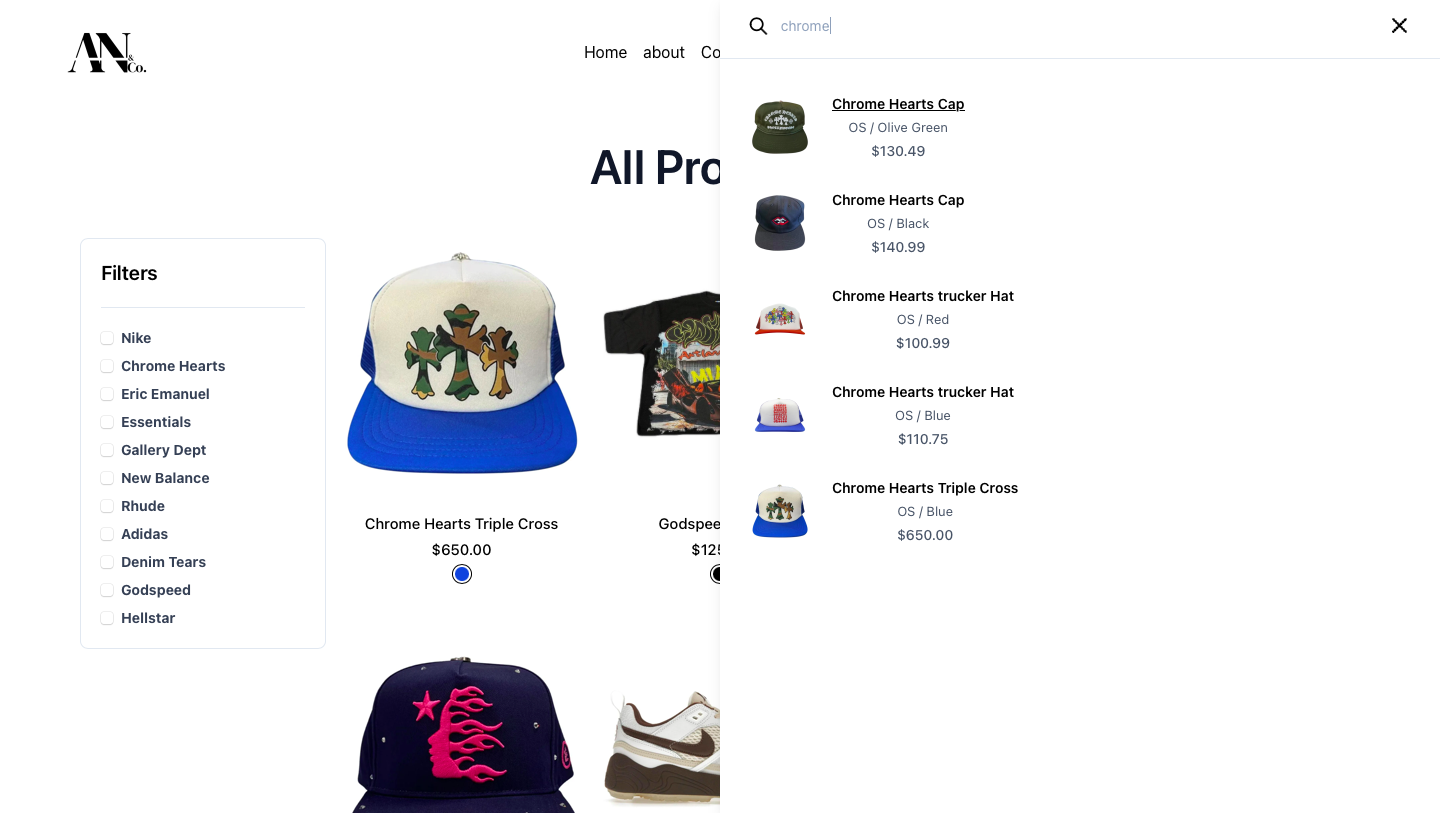 AN
&
Co.
Home about Co
All Pro
Filters
Nike
Chrome Hearts
Eric Emanuel
Essentials
Gallery Dept
New Balance
Rhude
Adidas
Denim Tears
Godspeed
Hellstar
Chrome Hearts Triple Cross
$650.00
Godspee
$125
chrome
Chrome Hearts Cap
OS / Olive Green
$130.49
Chrome Hearts Cap
OS / Black
$140.99
Chrome Hearts trucker Hat
OS / Red
$100.99
Chrome Hearts trucker Hat
OS / Blue
$110.75
Chrome Hearts Triple Cross
OS / Blue
$650.00